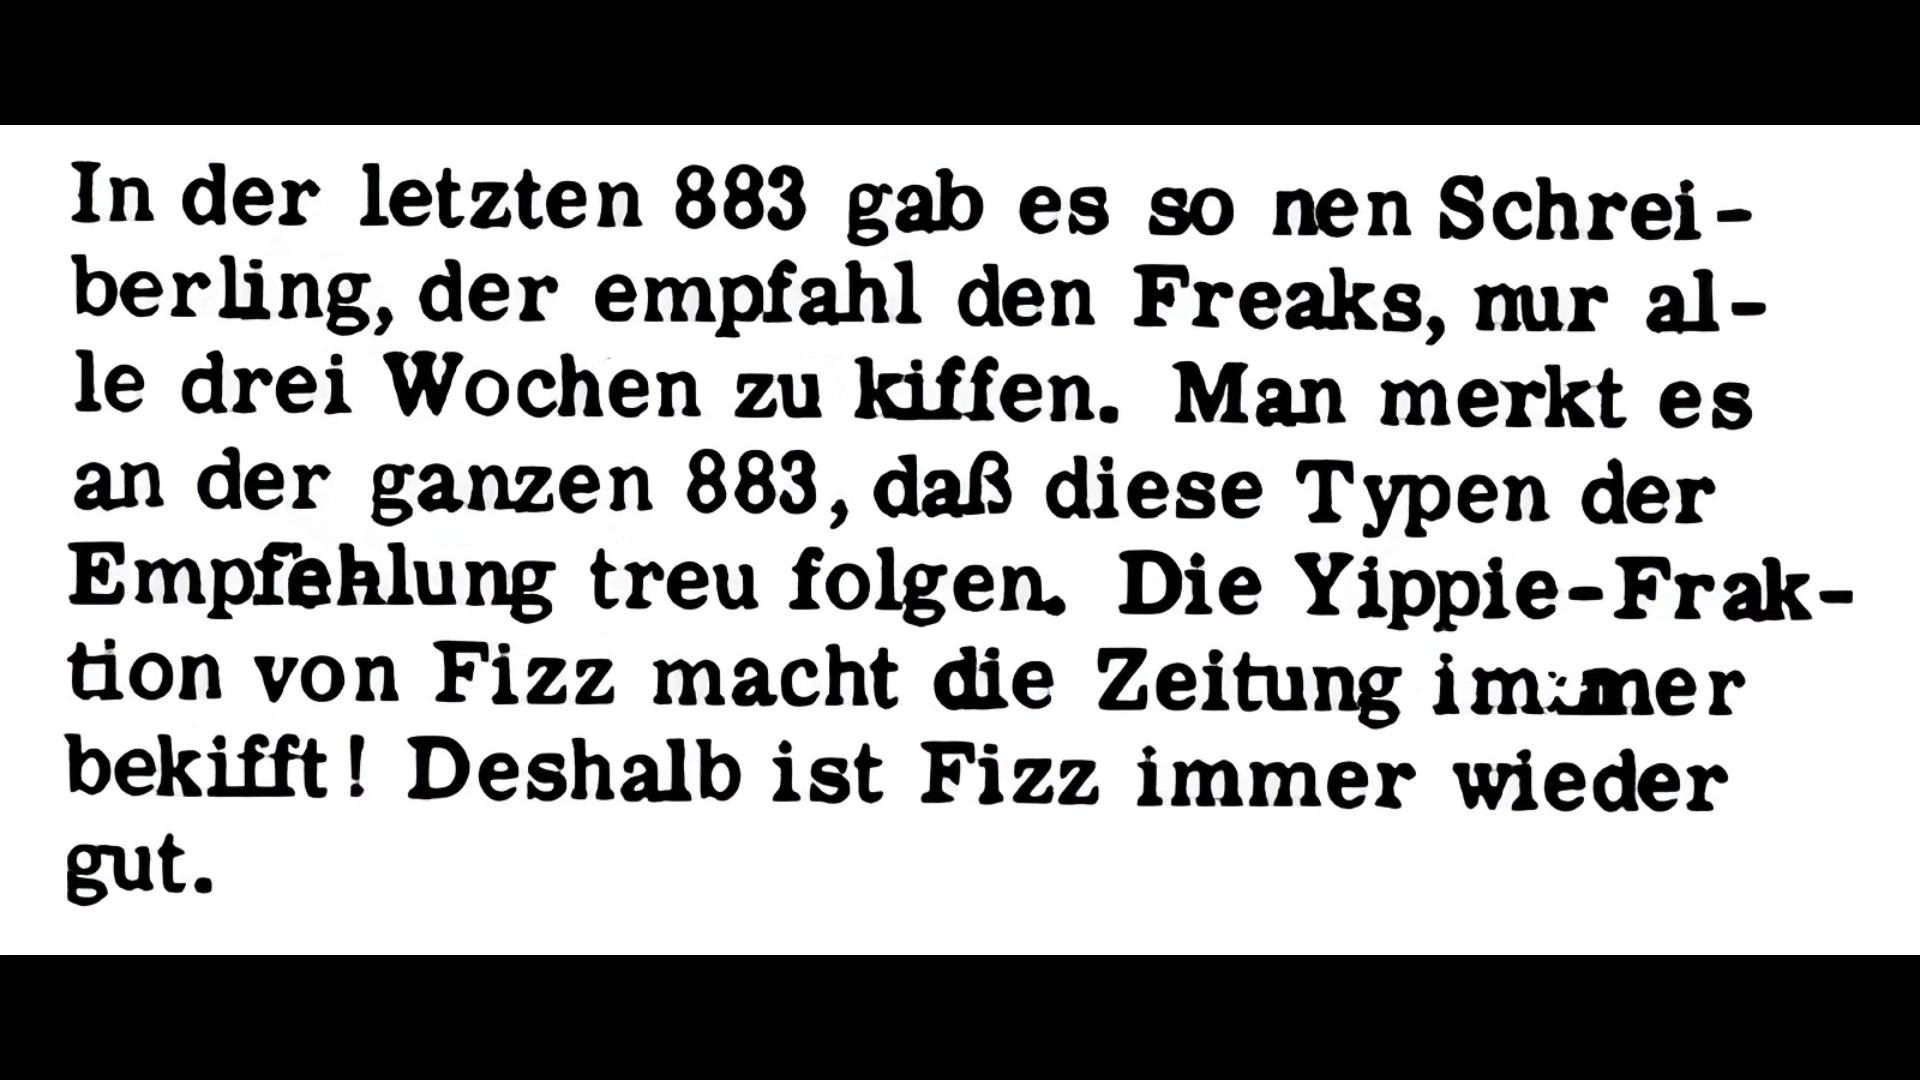 In der letzten 883 gab es so nen Schrei-
berling, der empfahl den Freaks, nur al-
le drei Wochen zu kiffen. Man merkt es
an der ganzen 883, daß diese Typen der
Empfehlung treu folgen. Die Yippie-Frak-
tion von Fizz macht die Zeitung immer
bekifft! Deshalb ist Fizz immer wieder
gut.